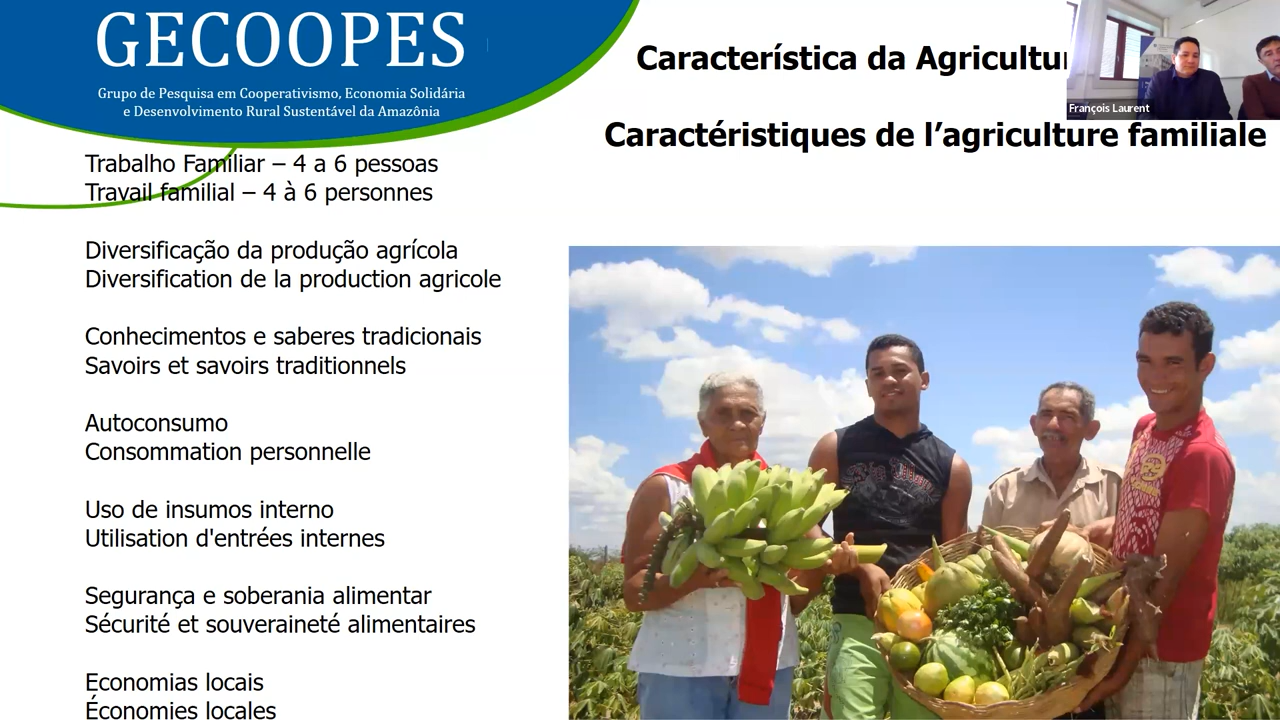 GECOOPES
Grupo de Pesquisa em Cooperativismo, Economia Solidária
e Desenvolvimento Rural Sustentável da Amazônia
Característica da Agricultu
François Laurent
Caractéristiques de l’agriculture familiale
Trabalho Familiar – 4 a 6 pessoas
Travail familial – 4 à 6 personnes
Diversificação da produção agrícola
Diversification de la production agricole
Conhecimentos e saberes tradicionais
Savoirs et savoirs traditionnels
Autoconsumo
Consommation personnelle
Uso de insumos interno
Utilisation d'entrées internes
Segurança e soberania alimentar
Sécurité et souveraineté alimentaires
Economias locais
Économies locales